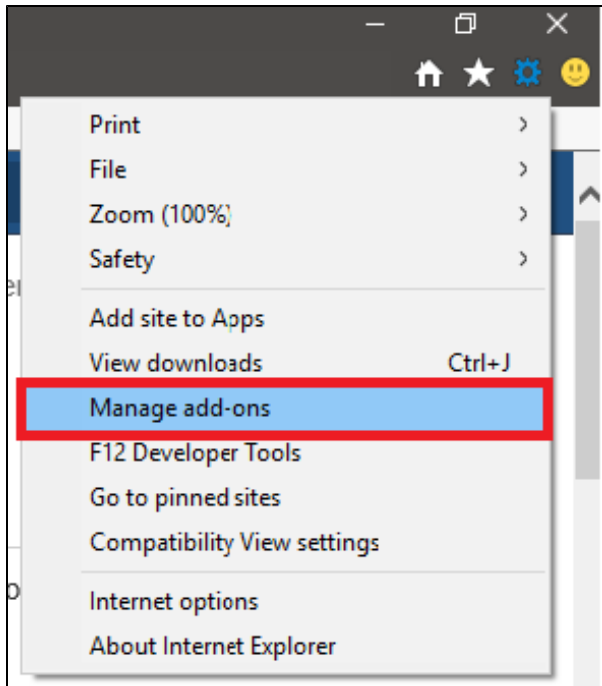 Print
File
Zoom (100%)
Safety
Add site to Apps
View downloads Ctrl+J
Manage add-ons
F12 Developer Tools
Go to pinned sites
Compatibility View settings
Internet options
About Internet Explorer